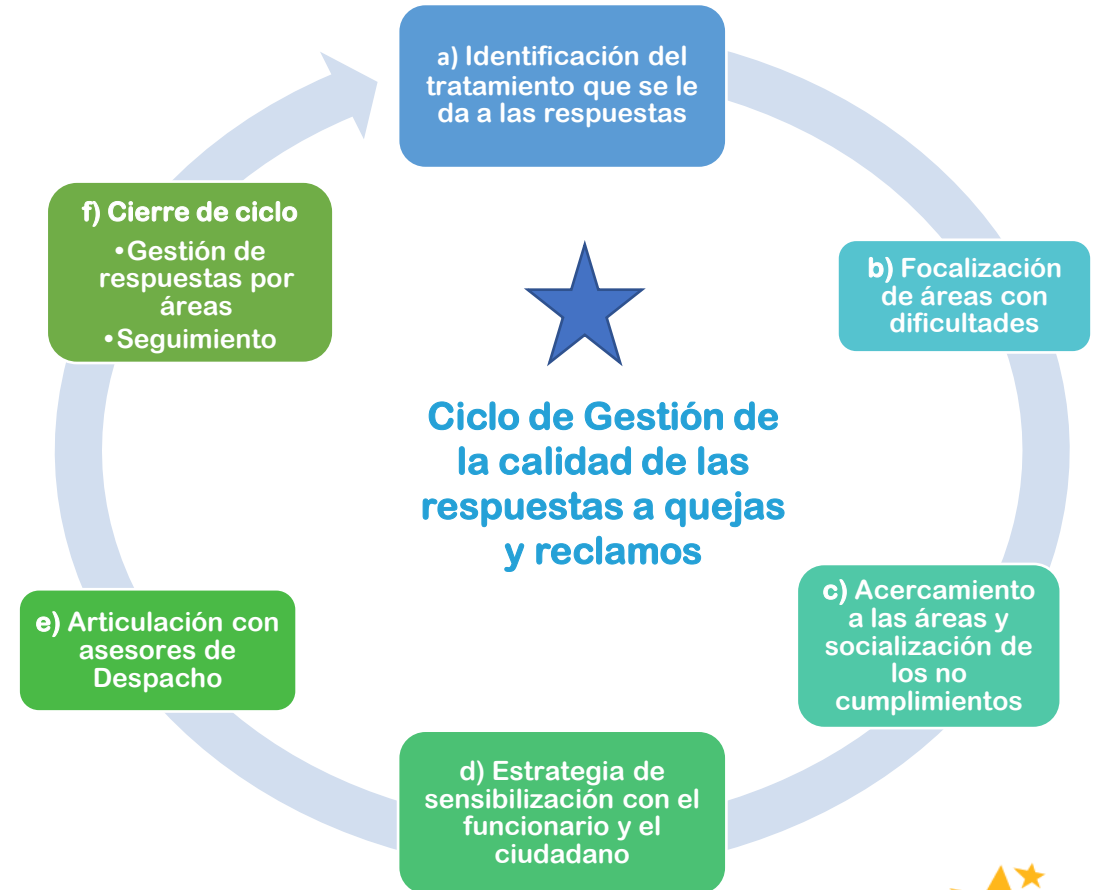 a) Identificación del
tratamiento que se le
da a las respuestas
b) Focalización
de áreas con
dificultades
c) Acercamiento
a las áreas y
socialización de
los no
cumplimientos
d) Estrategia de
sensibilización con el
funcionario y el
ciudadano
e) Articulación con
asesores de
Despacho
f) Cierre de ciclo
•Gestión de
respuestas por
áreas
•Seguimiento
Ciclo de Gestión de
la calidad de las
respuestas a quejas
y reclamos